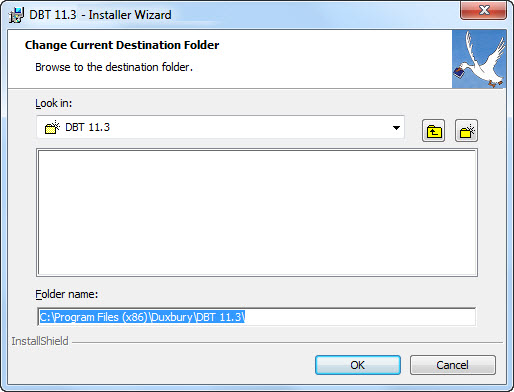 DBT 11.3 - Installer Wizard
Change Current Destination Folder
Browse to the destination folder.
Look in:
DBT 11.3
Folder name:
C:\Program Files (x86)\Duxbury\DBT 11.3\
InstallShield
OK Cancel